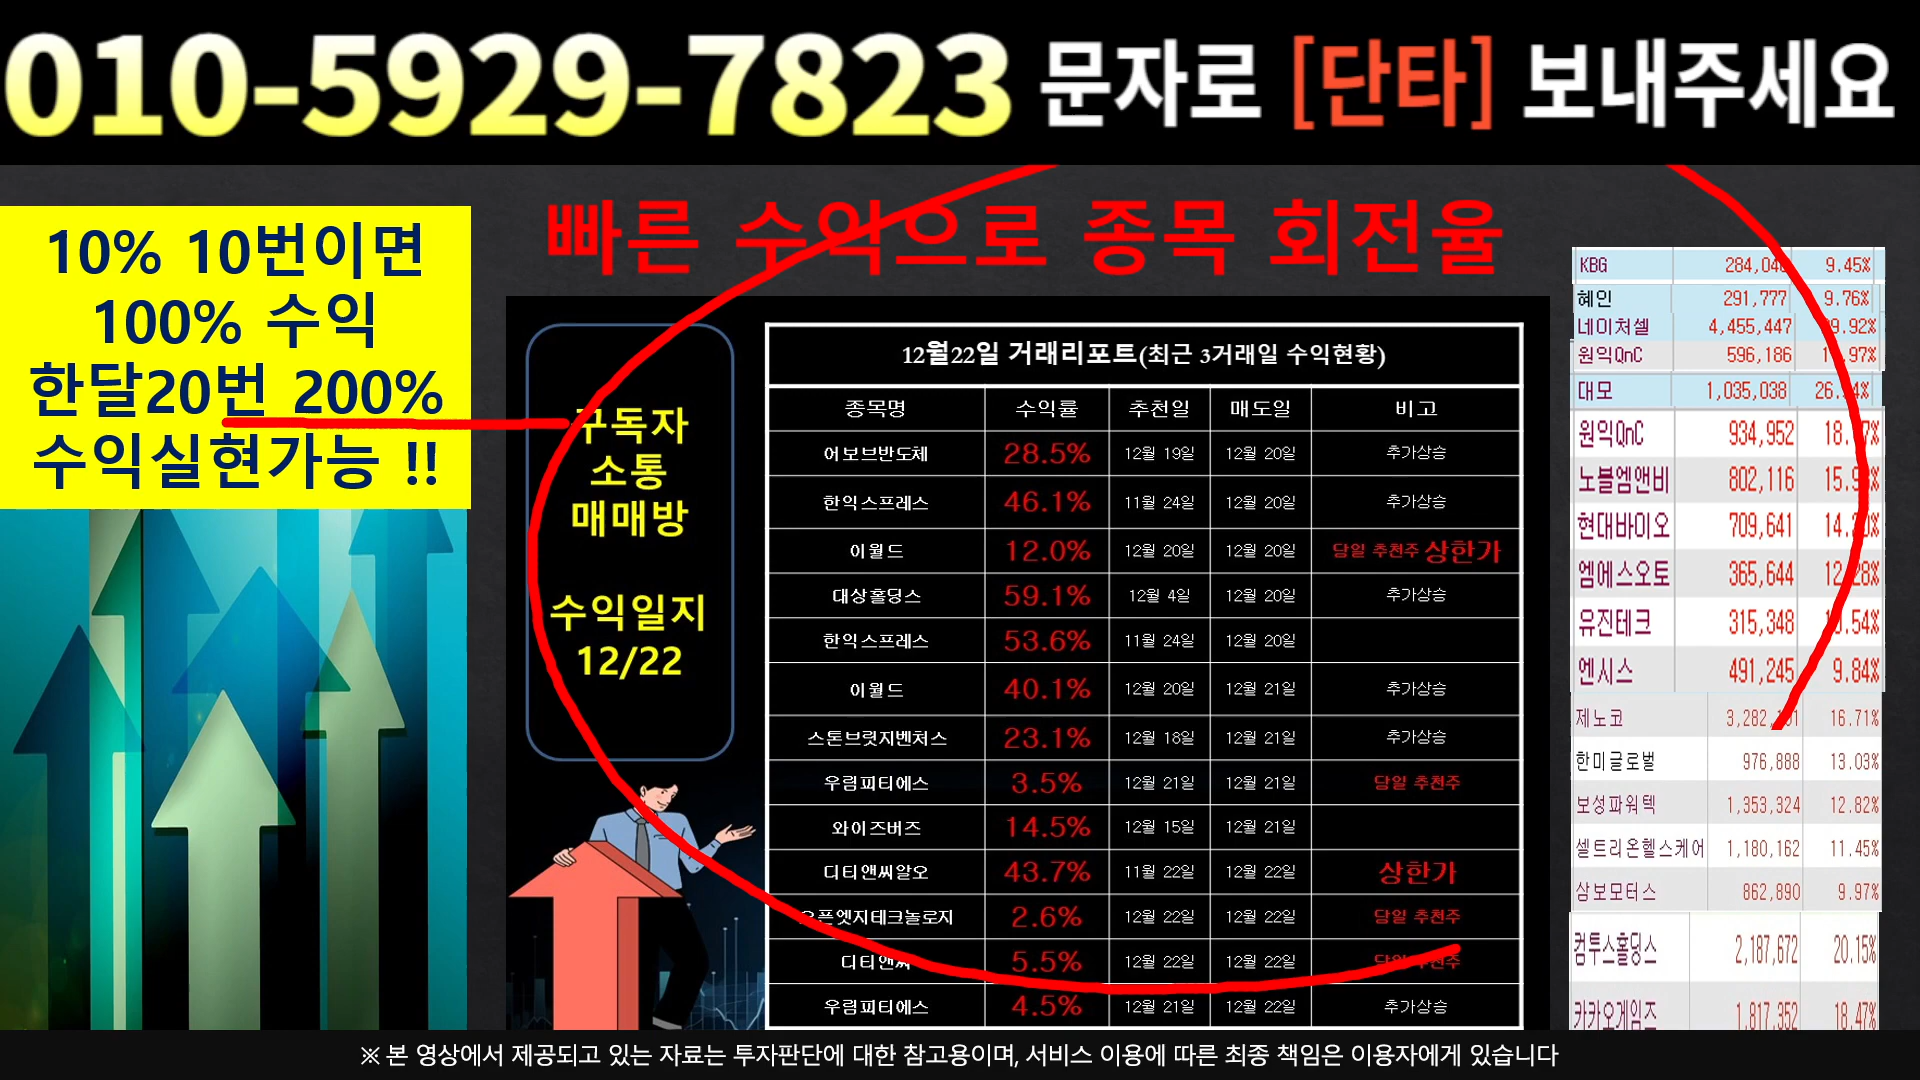 010-5929-7823 문자로 [단타] 보내주세요
빠른 수익으로 종목 회전율
10% 10번이면
100% 수익
한달20번 200%
수익실현가능 !!
구독자
소통
매매방
수익일지
12/22
12월22일 거래리포트(최근 3거래일 수익현황)
종목명 수익률 추천일 매도일 비고
어보브반도체 28.5% 12월 19일 12월 20일 추가상승
한익스프레스 46.1% 11월 24일 12월 20일 추가상승
이월드 12.0% 12월 20일 12월 20일 당일 추천주 상한가
대상홀딩스 59.1% 12월 4일 12월 20일 추가상승
한익스프레스 53.6% 11월 24일 12월 20일
이월드 40.1% 12월 20일 12월 21일 추가상승
스톤브릿지벤처스 23.1% 12월 18일 12월 21일 추가상승
우림피티에스 3.5% 12월 21일 12월 21일 당일 추천주
와이즈버즈 14.5% 12월 15일 12월 21일
디티앤씨알오 43.7% 11월 22일 12월 22일 상한가
오픈엣지테크놀로지 2.6% 12월 22일 12월 22일 당일 추천주
디티앤씨 5.5% 12월 22일 12월 22일 당일 추천주
우림피티에스 4.5% 12월 21일 12월 22일 추가상승
KBG 9.45%
혜인 291,777 9.76%
네이처셀 4,455,447
원익QnC 596,186
대모 1,035,038
원익QnC 934,952
노블엠앤비 802,116
현대바이오 709,641
엠에스오토 365,644
유진테크 315,348
엔시스 491,245 9.84%
제노코 16.71%
한미글로벌 976,888 13.03%
보성파워텍 1,353,324 12.82%
셀트리온헬스케어 1,180,162 11.45%
삼보모터스 862,890 9.97%
컴투스홀딩스 2,187,672 20.15%
카카오게임즈 1,817,352 18.47%
※ 본 영상에서 제공되고 있는 자료는 투자판단에 대한 참고용이며, 서비스 이용에 따른 최종 책임은 이용자에게 있습니다